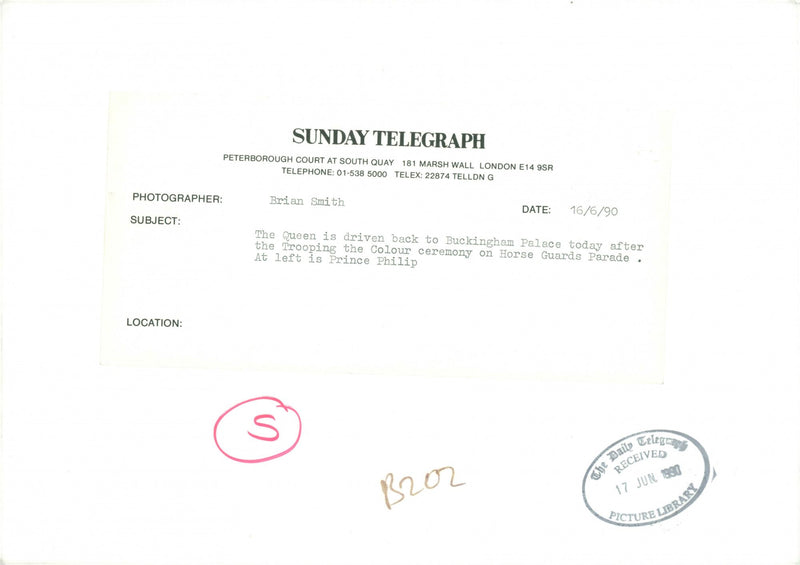 SUNDAY TELEGRAPH
PETERBOROUGH COURT AT SOUTH QUAY 181 MARSH WALL LONDON E14 9SR
TELEPHONE: 01-538 5000 TELEX: 22874 TELLDN G
PHOTOGRAPHER: Brian Smith
DATE: 16/6/90
SUBJECT:
The Queen is driven back to Buckingham Palace today after
the Trooping the Colour ceremony on Horse Guards Parade .
At left is Prince Philip
LOCATION:
S
B202
The Daily Telegraph
RECEIVED
17 JUN 1990
PICTURE LIBRARY